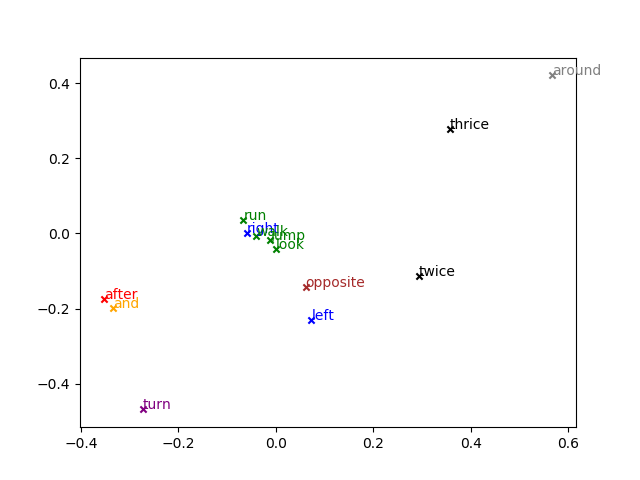 around
0.4
thrice
0.2
run
right
walk
jump
look
0.0
opposite
twice
after
and
left
−0.2
turn
−0.4
−0.4
−0.2
0.0
0.2
0.4
0.6